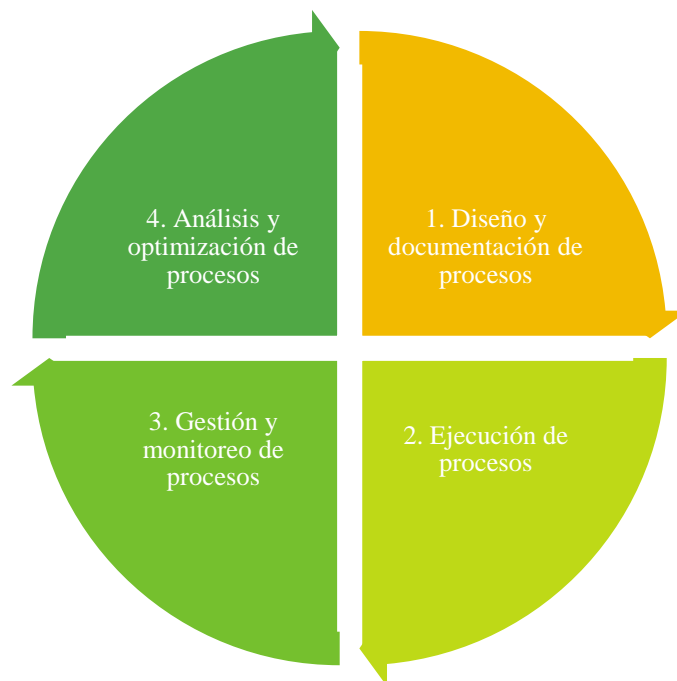 1. Diseño y
documentación de
procesos
2. Ejecución de
procesos
3. Gestión y
monitoreo de
procesos
4. Análisis y
optimización de
procesos